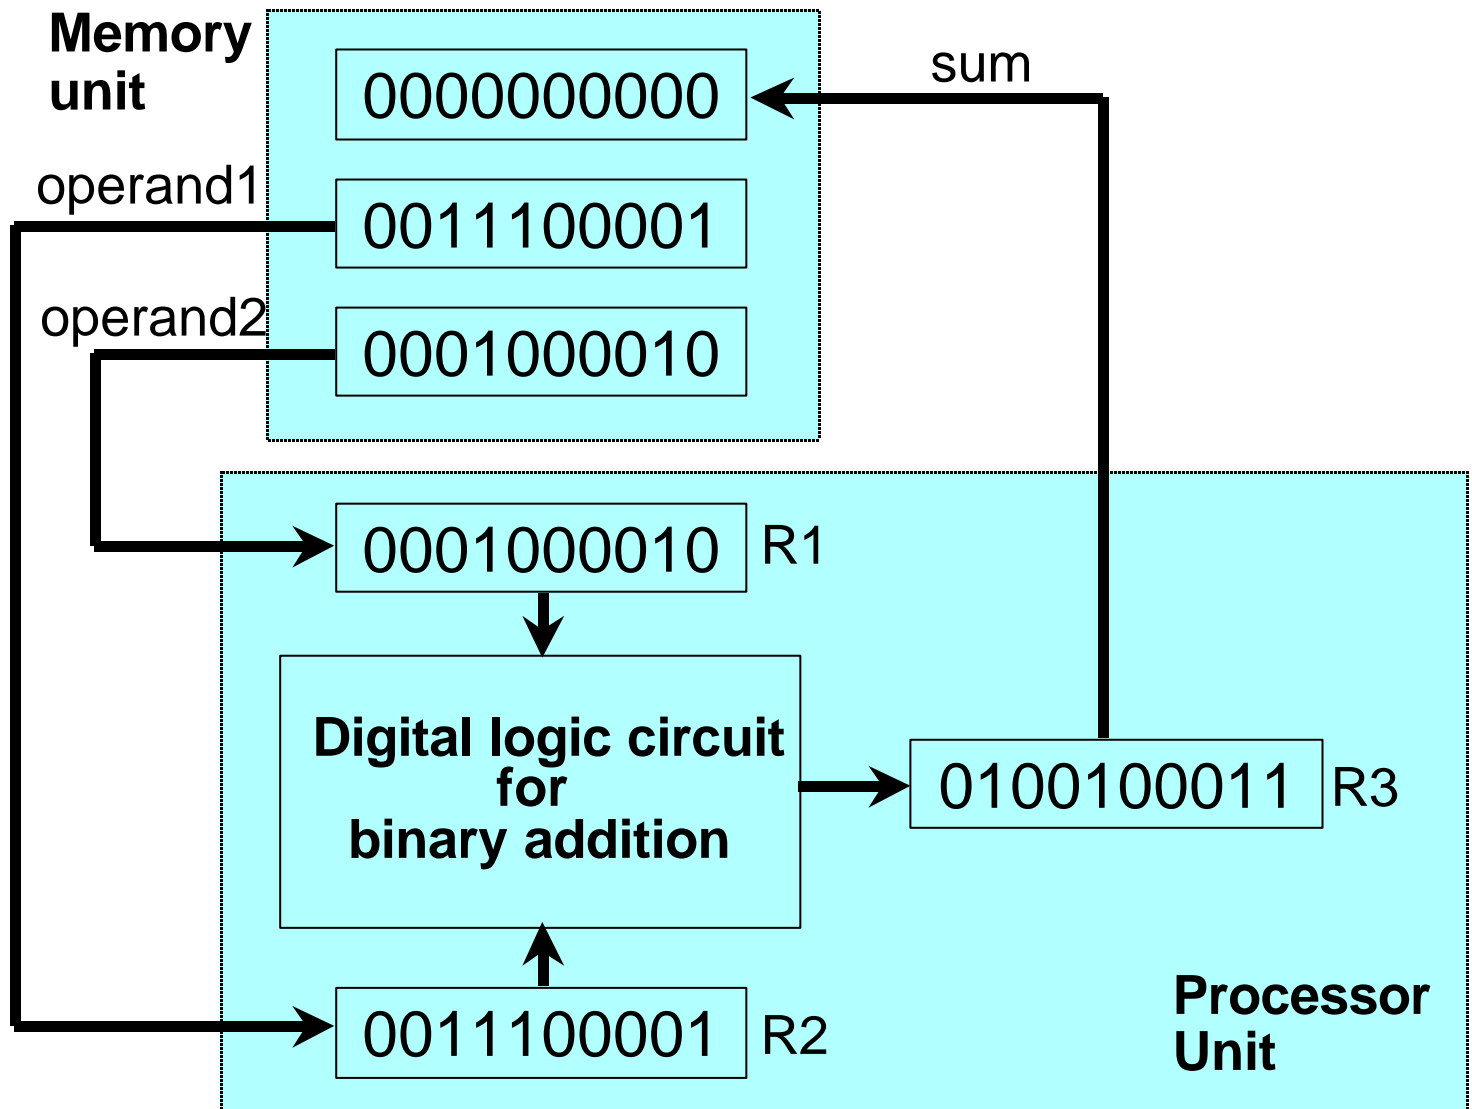 Memory
unit
0000000000
sum
operand1
0011100001
operand2
0001000010
0001000010
R1
Digital logic circuit
for
binary addition
0100100011
R3
0011100001
R2
Processor
Unit